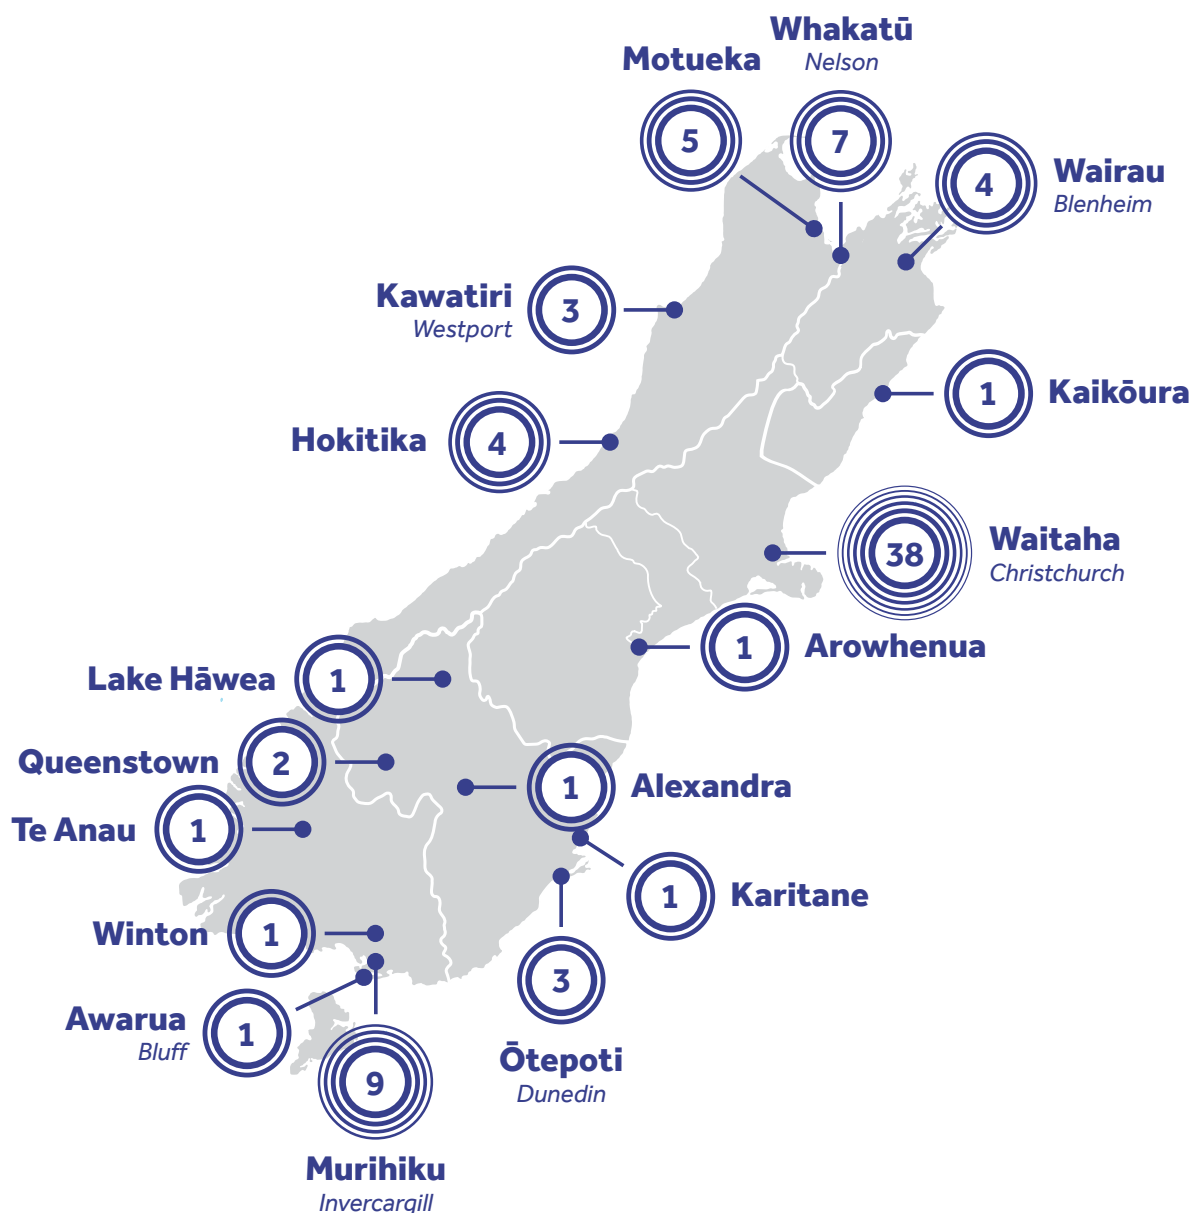 Whakatū
Nelson
Motueka
5
7
4
Wairau
Blenheim
Kawatiri
Westport
3
1
Kaikōura
Hokitika
4
38
Waitaha
Christchurch
1
Arowhenua
Lake Hāwea
1
Queenstown
2
1
Alexandra
Te Anau
1
1
Karitane
Winton
1
3
Ōtepoti
Dunedin
Awarua
Bluff
1
9
Murihiku
Invercargill